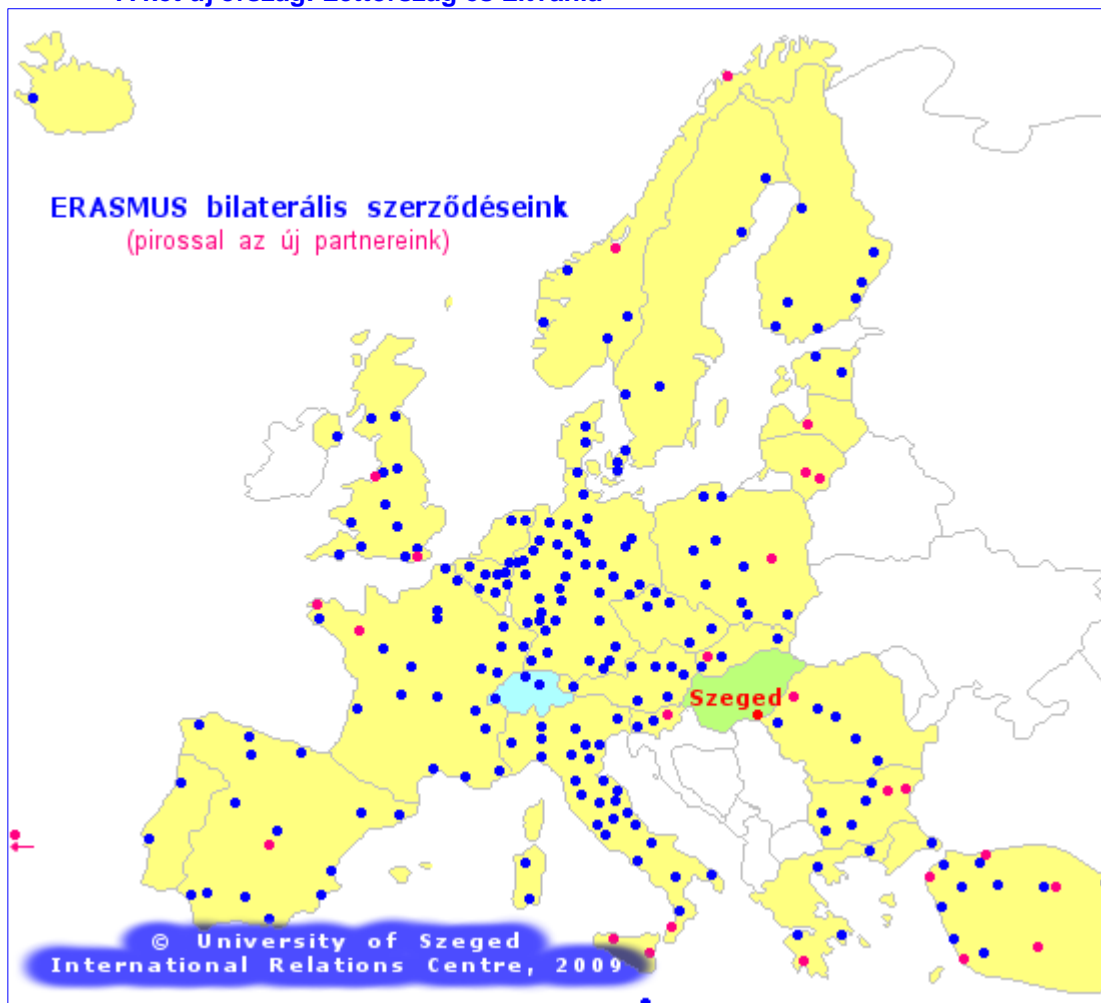 ERASMUS bilaterális szerződéseink
(pirossal az új partnereink)
Szeged
© University of Szeged
International Relations Centre, 2009